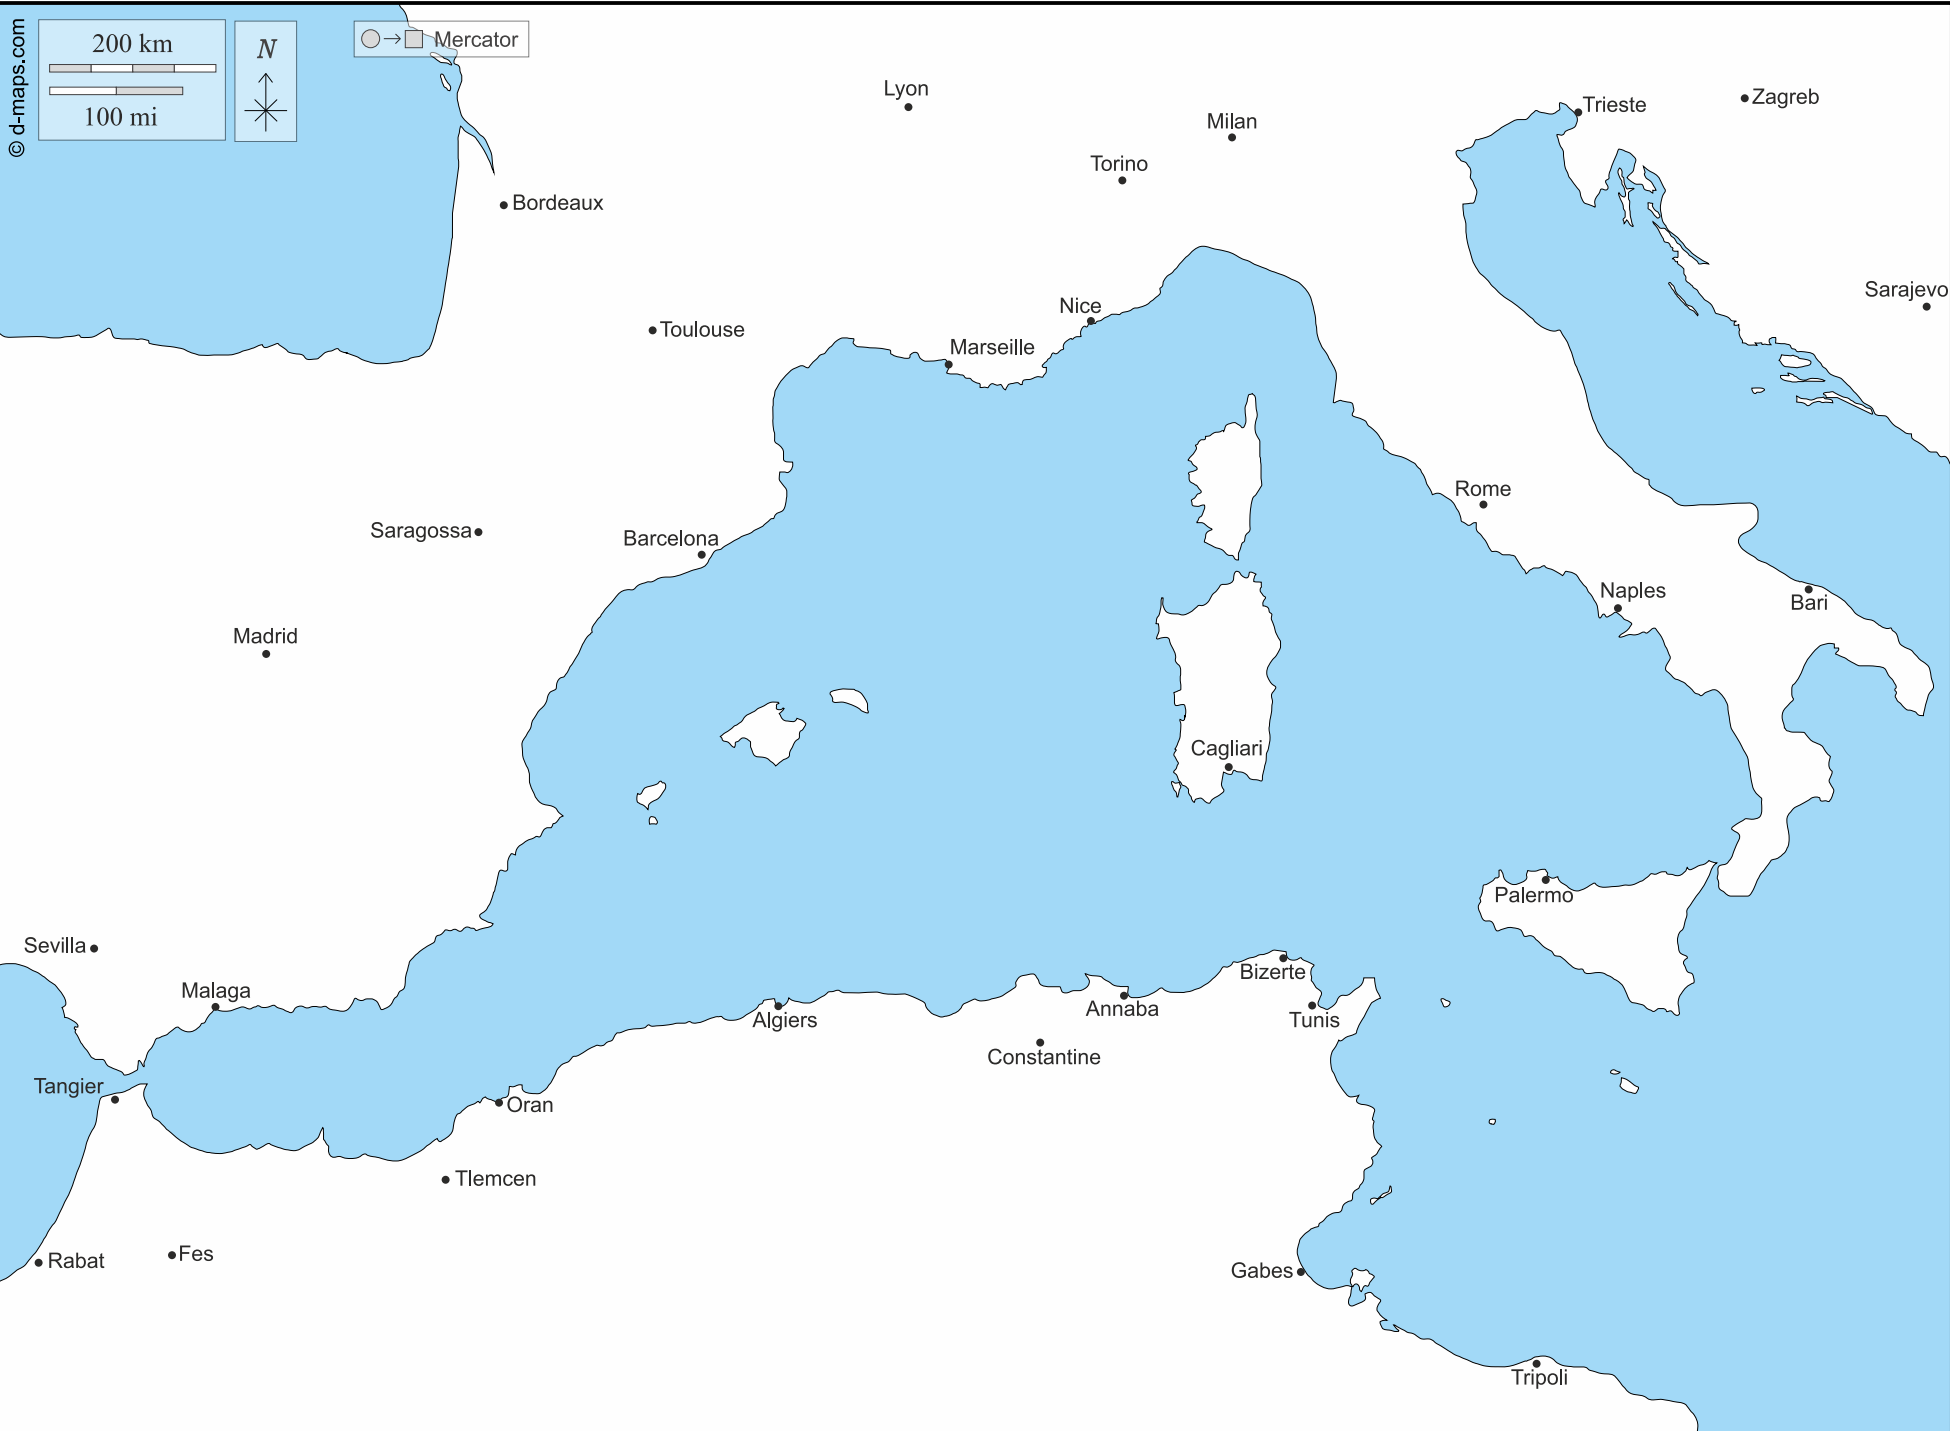 © d-maps.com
200 km
100 mi
N
Mercator
Lyon
Milan
Torino
Trieste
Zagreb
Bordeaux
Sarajevo
Nice
Toulouse
Marseille
Rome
Saragossa
Barcelona
Naples
Bari
Madrid
Cagliari
Palermo
Sevilla
Malaga
Bizerte
Algiers
Annaba
Tunis
Constantine
Tangier
Oran
Tlemcen
Rabat
Fes
Gabes
Tripoli